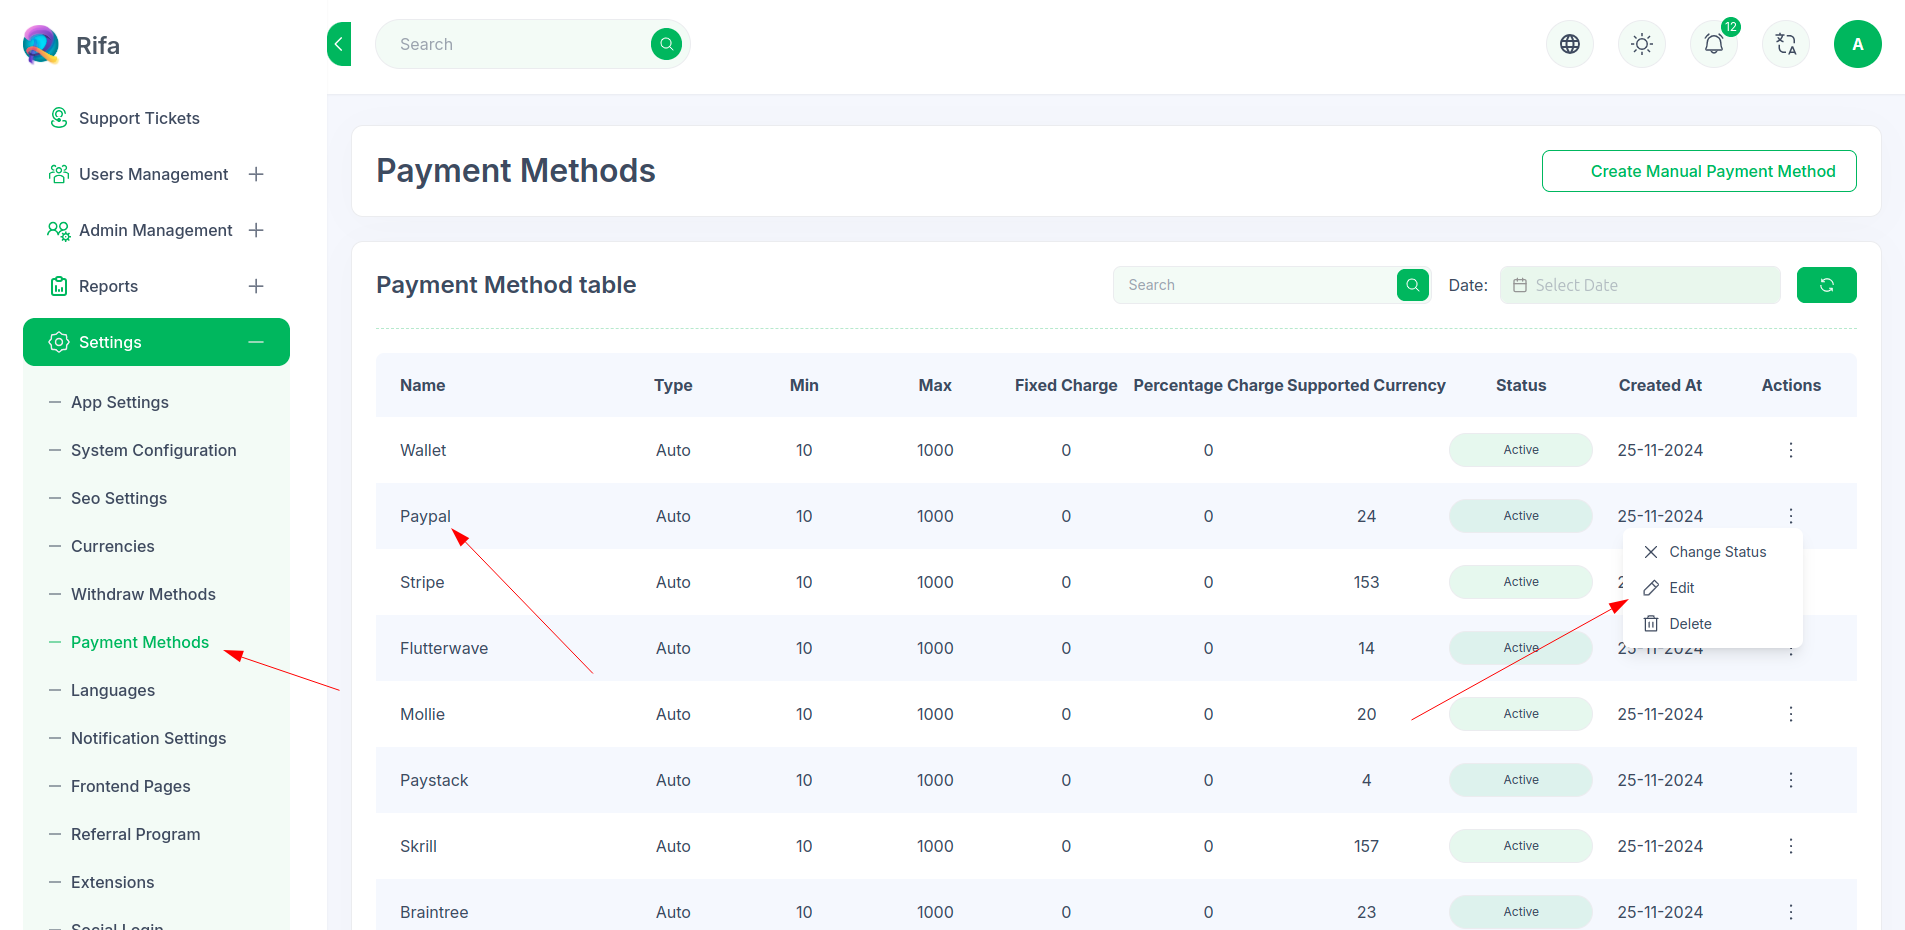 Rifa
Support Tickets
Users Management
Admin Management
Reports
Settings
App Settings
System Configuration
Seo Settings
Currencies
Withdraw Methods
Payment Methods
Languages
Notification Settings
Frontend Pages
Referral Program
Extensions
Social Login
Search
12
A
Payment Methods
Create Manual Payment Method
Payment Method table
Search
Date: Select Date
Name Type Min Max Fixed Charge Percentage Charge Supported Currency Status Created At Actions
Wallet Auto 10 1000 0 0 Active 25-11-2024
Paypal Auto 10 1000 0 0 24 Active 25-11-2024
Change Status
Edit
Delete
Stripe Auto 10 1000 0 0 153 Active
Flutterwave Auto 10 1000 0 0 14 Active 25-11-2024
Mollie Auto 10 1000 0 0 20 Active 25-11-2024
Paystack Auto 10 1000 0 0 4 Active 25-11-2024
Skrill Auto 10 1000 0 0 157 Active 25-11-2024
Braintree Auto 10 1000 0 0 23 Active 25-11-2024